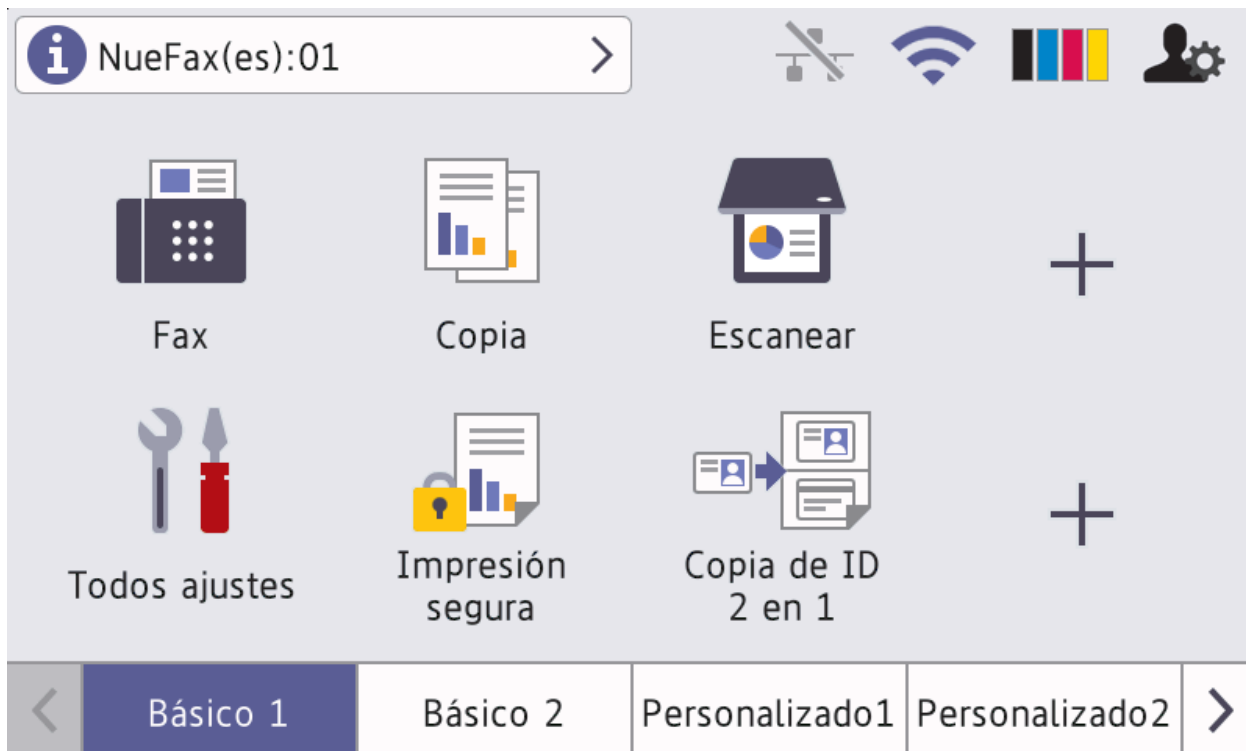 NueFax(es):01
Fax
Copia
Escanear
Todos ajustes
Impresión
segura
Copia de ID
2 en 1
Básico 1
Básico 2
Personalizado1
Personalizado2